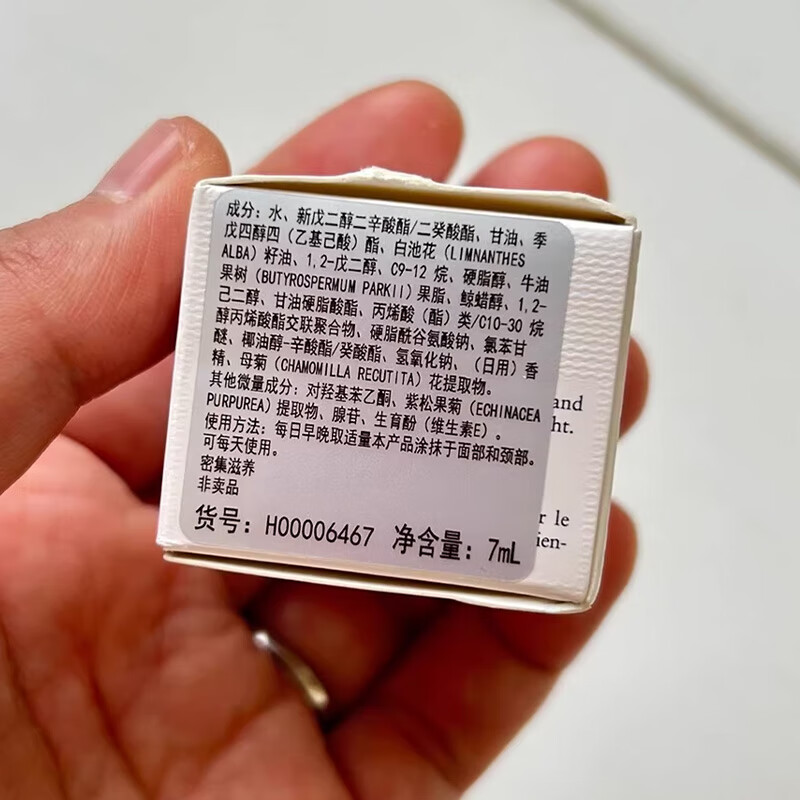 成分：水、新戊二醇二辛酸酯/二癸酸酯、甘油、季
戊四醇四（乙基己酸）酯、白池花（LIMNANTHES
ALBA）籽油、1,2-戊二醇、C9-12 烷、硬脂醇、牛油
果树（BUTYROSPERMUM PARKII）果脂、鲸蜡醇、1,2-
己二醇、甘油硬脂酸酯、丙烯酸（酯）类/C10-30 烷
醇丙烯酸酯交联聚合物、硬脂酰谷氨酸钠、氯苯甘
醚、椰油醇-辛酸酯/癸酸酯、氢氧化钠、（日用）香
精、母菊（CHAMOMILLA RECUTITA）花提取物。
其他微量成分：对羟基苯乙酮、紫松果菊（ECHINACEA
PURPUREA）提取物、腺苷、生育酚（维生素E）。
使用方法：每日早晚取适量本产品涂抹于面部和颈部。
可每天使用。
密集滋养
非卖品
货号：H00006467 净含量：7mL
and
ht.
r le
ien-